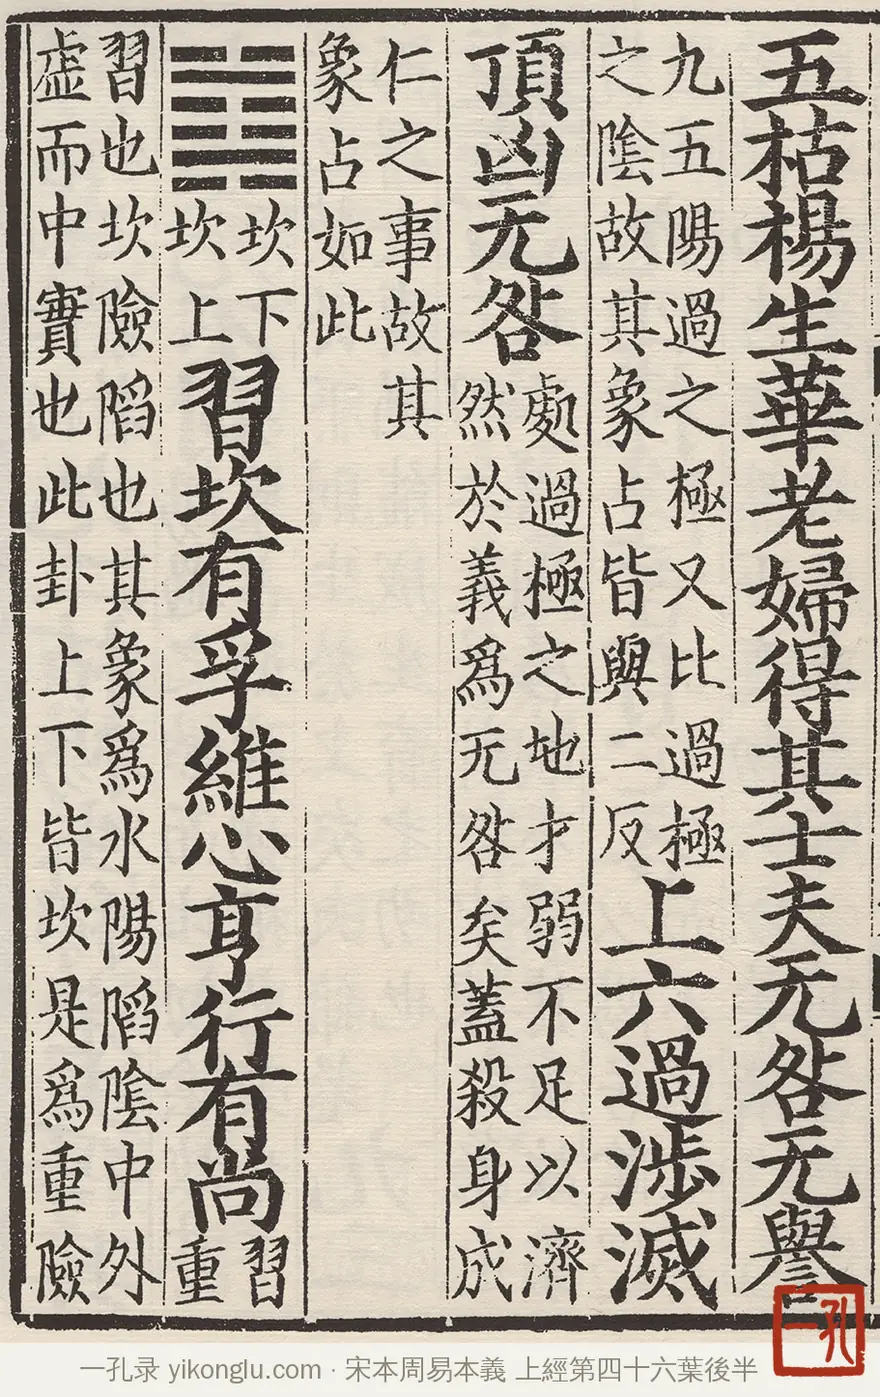 五枯楊生華老婦得其士夫无咎无譽
九五陽過之極又比過極
之陰故其象占皆與二反
上六過涉滅
頂凶无咎
處過極之地才弱不足以濟
然於義爲无咎矣蓋殺身成
仁之事故其
象占如此
䷜
坎下
坎上
習坎有孚維心亨行有尚
習
重
習也坎險陷也其象爲水陽陷陰中外
虛而中實也此卦上下皆坎是爲重險
一孔
一孔录 yikonglu.com · 宋本周易本義 上經第四十六葉後半